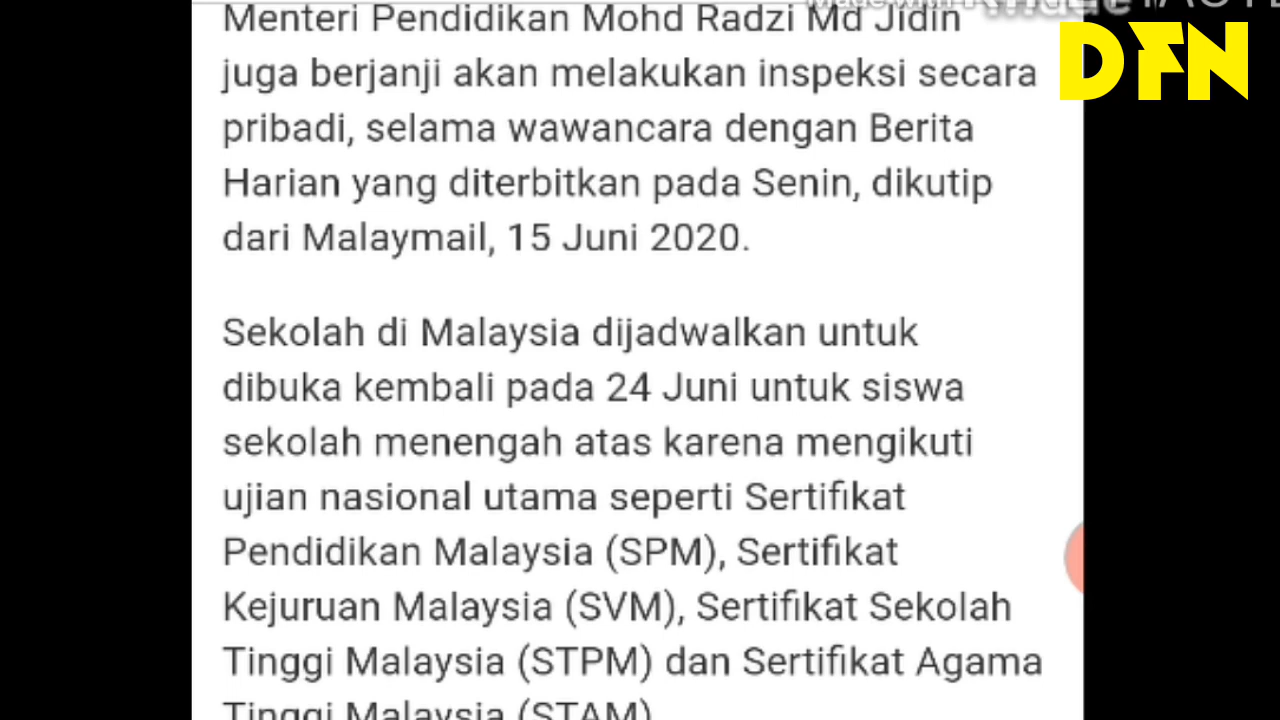 Made with KINEMASTER
DFN
Menteri Pendidikan Mohd Radzi Md Jidin
juga berjanji akan melakukan inspeksi secara
pribadi, selama wawancara dengan Berita
Harian yang diterbitkan pada Senin, dikutip
dari Malaymail, 15 Juni 2020.
Sekolah di Malaysia dijadwalkan untuk
dibuka kembali pada 24 Juni untuk siswa
sekolah menengah atas karena mengikuti
ujian nasional utama seperti Sertifikat
Pendidikan Malaysia (SPM), Sertifikat
Kejuruan Malaysia (SVM), Sertifikat Sekolah
Tinggi Malaysia (STPM) dan Sertifikat Agama
Tinggi Malaysia (STAM)